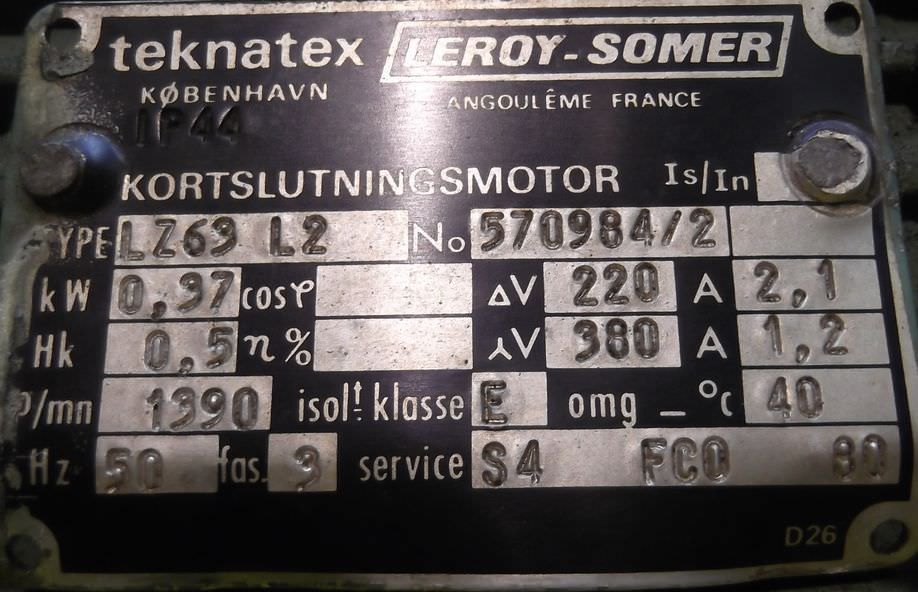 teknatex LEROY-SOMER
KØBENHAVN ANGOULÊME FRANCE
IP44
KORTSLUTNINGSMOTOR Is/In
TYPE LZ63 L2 No 570984/2
kW 0,37 cosφ ΔV 220 A 2,1
Hk 0,5 η% ⅄V 380 A 1,2
P/mn 1390 isolt klasse E omg _ °C 40
Hz 50 fas. 3 service S4 FCO 80
D26